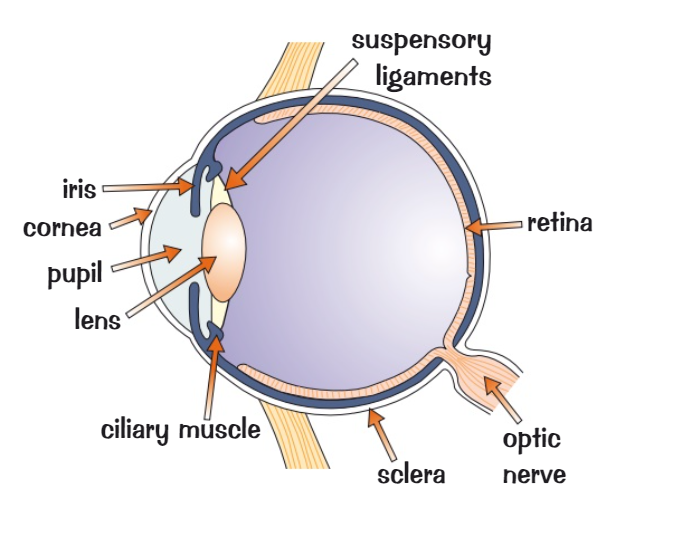 suspensory
ligaments
iris
cornea
retina
pupil
lens
ciliary muscle
optic
nerve
sclera